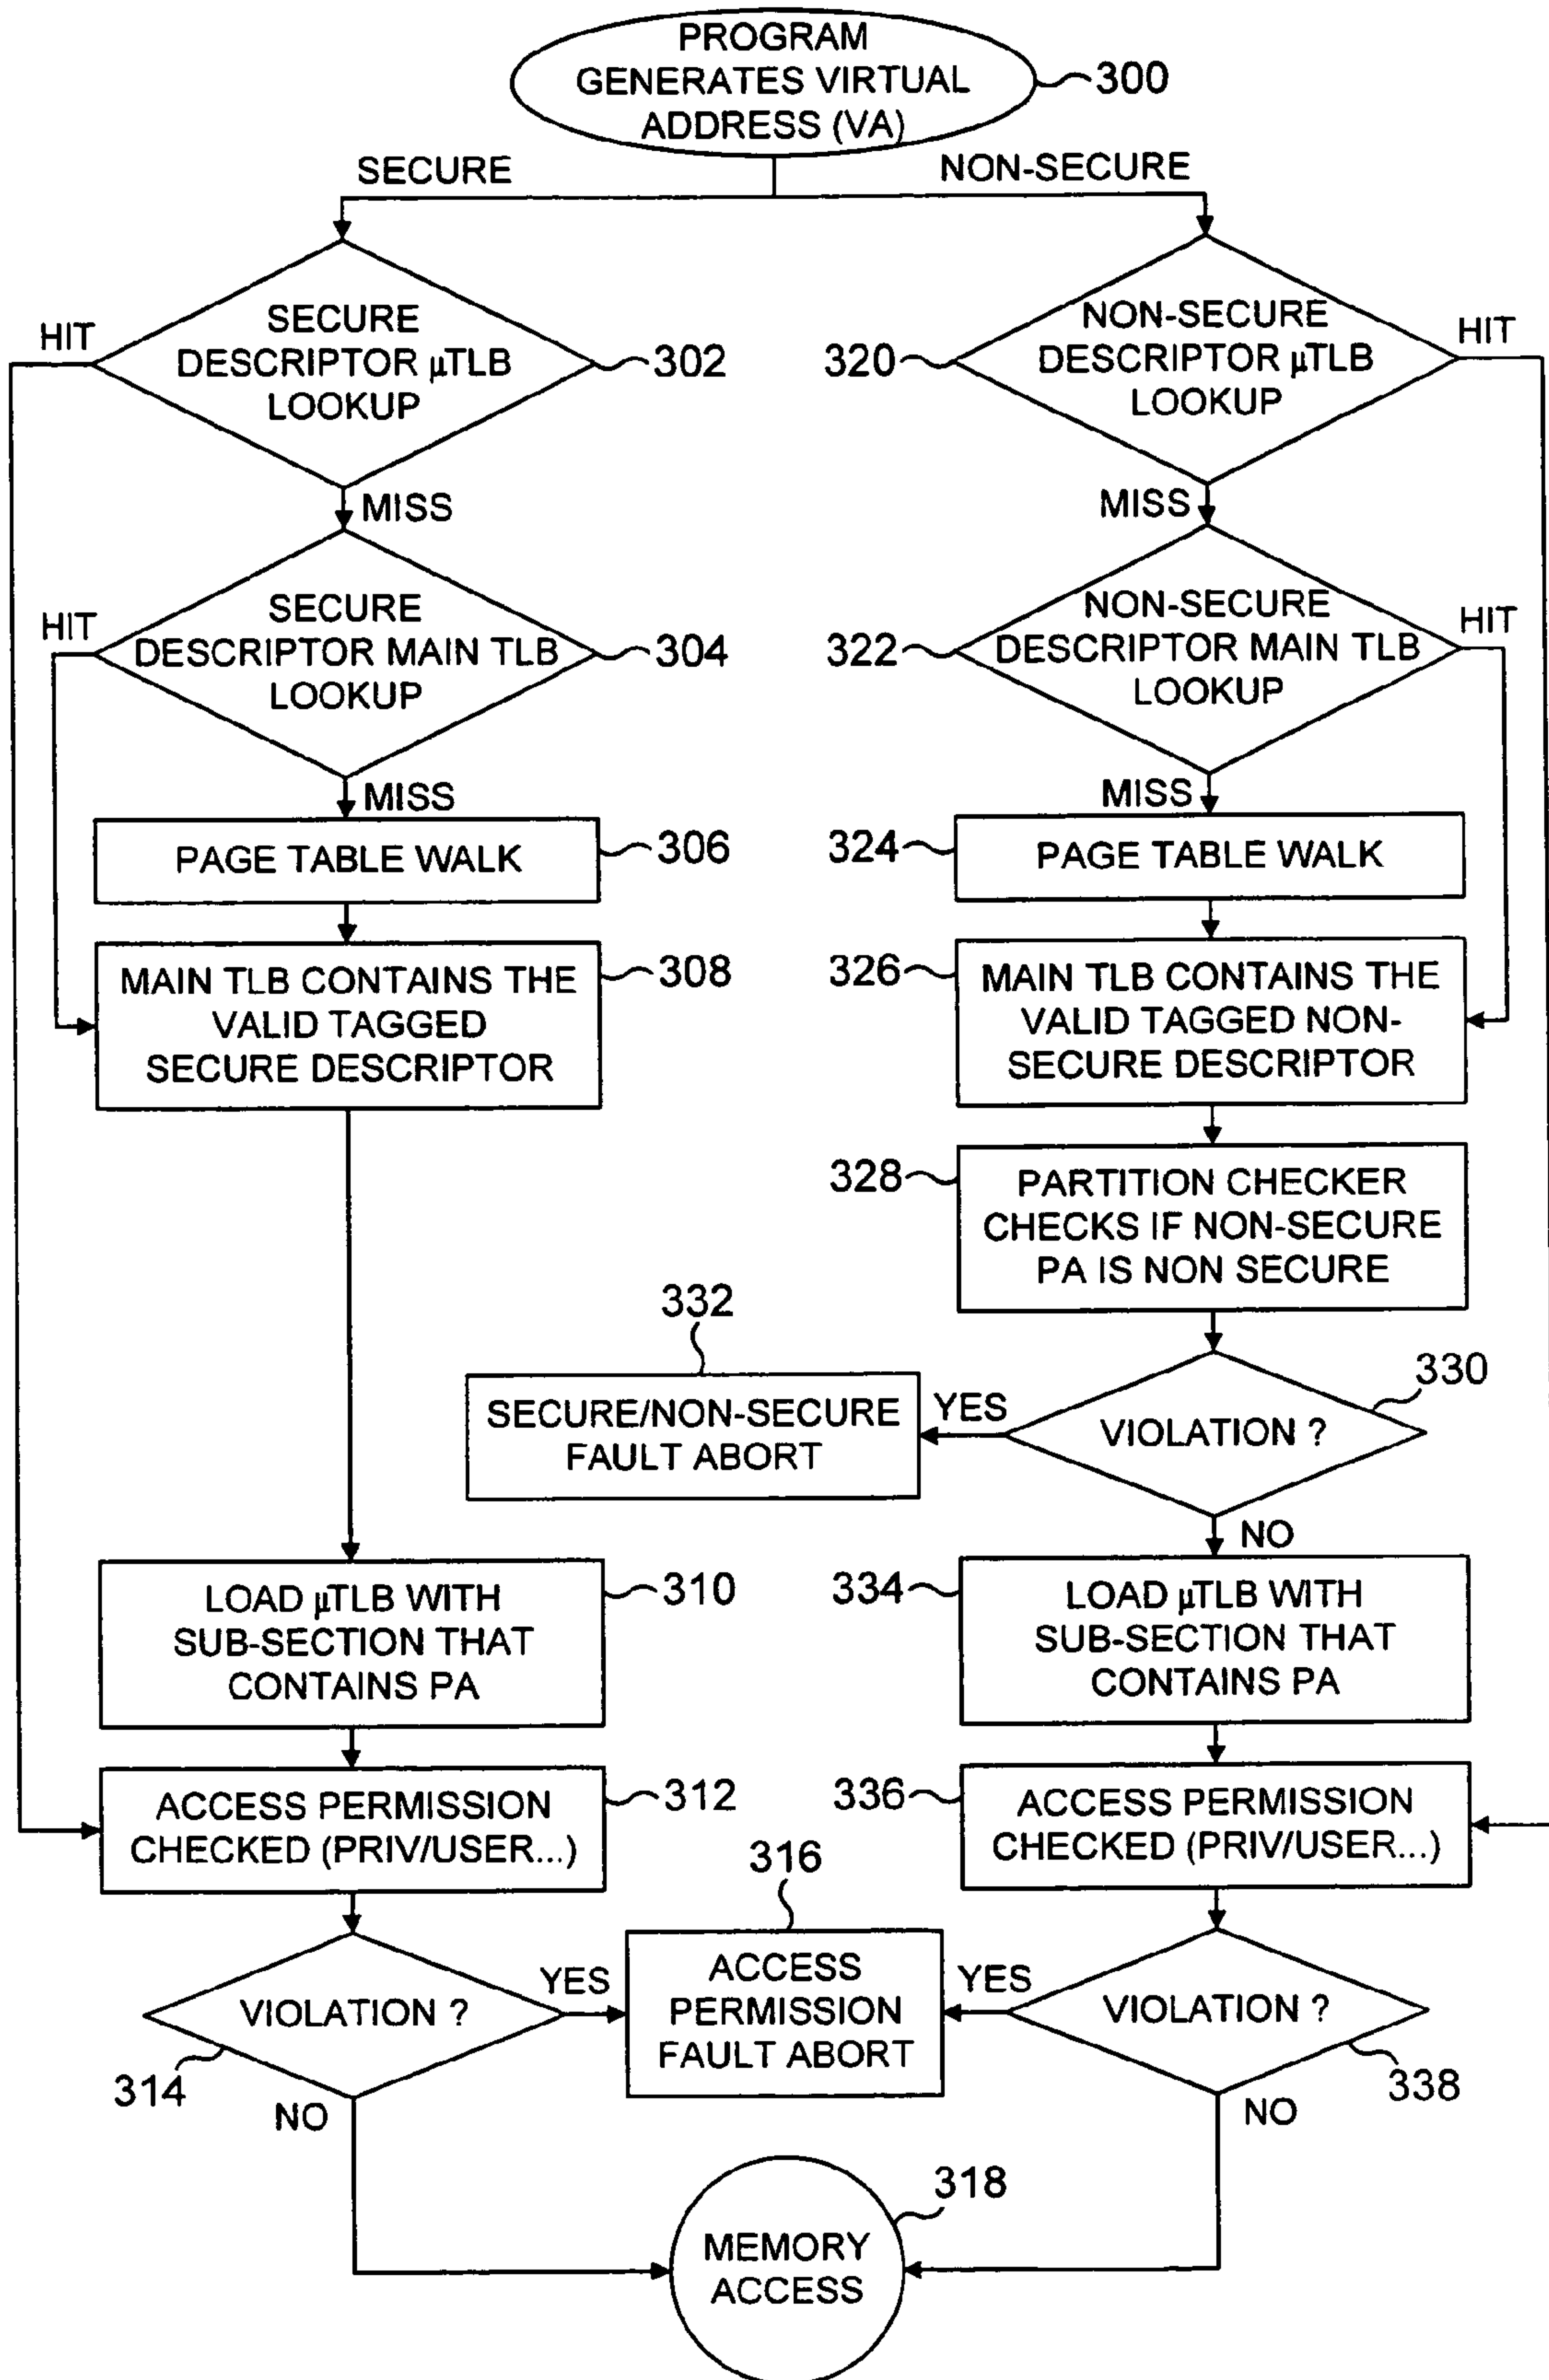 PROGRAM
GENERATES VIRTUAL
ADDRESS (VA)
300
SECURE
NON-SECURE
HIT
SECURE
DESCRIPTOR µTLB
LOOKUP
302
320
NON-SECURE
DESCRIPTOR µTLB
LOOKUP
HIT
MISS
MISS
HIT
SECURE
DESCRIPTOR MAIN TLB
LOOKUP
304
322
NON-SECURE
DESCRIPTOR MAIN TLB
LOOKUP
HIT
MISS
MISS
PAGE TABLE WALK
306
324
PAGE TABLE WALK
MAIN TLB CONTAINS THE
VALID TAGGED
SECURE DESCRIPTOR
308
326
MAIN TLB CONTAINS THE
VALID TAGGED NON-
SECURE DESCRIPTOR
328
PARTITION CHECKER
CHECKS IF NON-SECURE
PA IS NON SECURE
332
SECURE/NON-SECURE
FAULT ABORT
YES
VIOLATION ?
330
NO
LOAD µTLB WITH
SUB-SECTION THAT
CONTAINS PA
310
334
LOAD µTLB WITH
SUB-SECTION THAT
CONTAINS PA
ACCESS PERMISSION
CHECKED (PRIV/USER...)
312
336
ACCESS PERMISSION
CHECKED (PRIV/USER...)
316
VIOLATION ?
314
YES
ACCESS
PERMISSION
FAULT ABORT
YES
VIOLATION ?
338
NO
NO
318
MEMORY
ACCESS